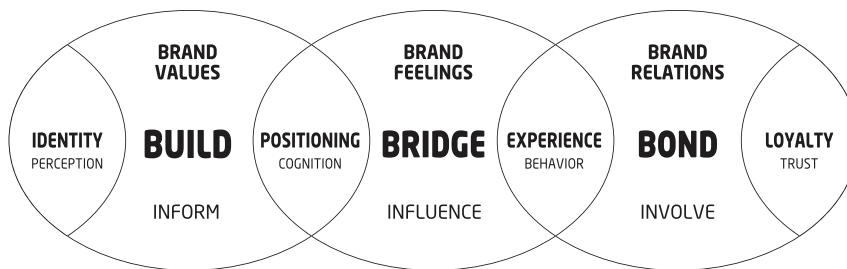 BRAND
VALUES
BRAND
FEELINGS
BRAND
RELATIONS
IDENTITY
PERCEPTION
BUILD
POSITIONING
COGNITION
BRIDGE
EXPERIENCE
BEHAVIOR
BOND
LOYALTY
TRUST
INFORM
INFLUENCE
INVOLVE